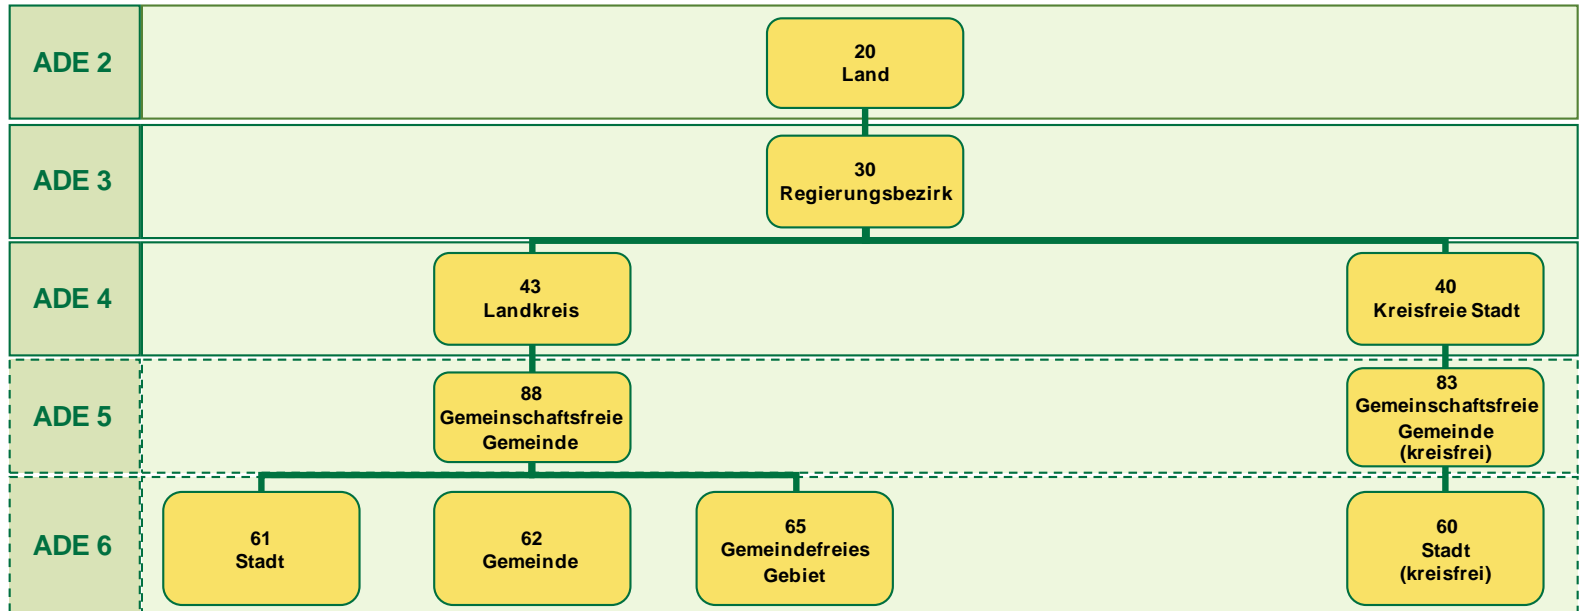 ADE 2
20
Land
ADE 3
30
Regierungsbezirk
ADE 4
43
Landkreis
40
Kreisfreie Stadt
ADE 5
88
Gemeinschaftsfreie
Gemeinde
83
Gemeinschaftsfreie
Gemeinde
(kreisfrei)
ADE 6
61
Stadt
62
Gemeinde
65
Gemeindefreies
Gebiet
60
Stadt
(kreisfrei)